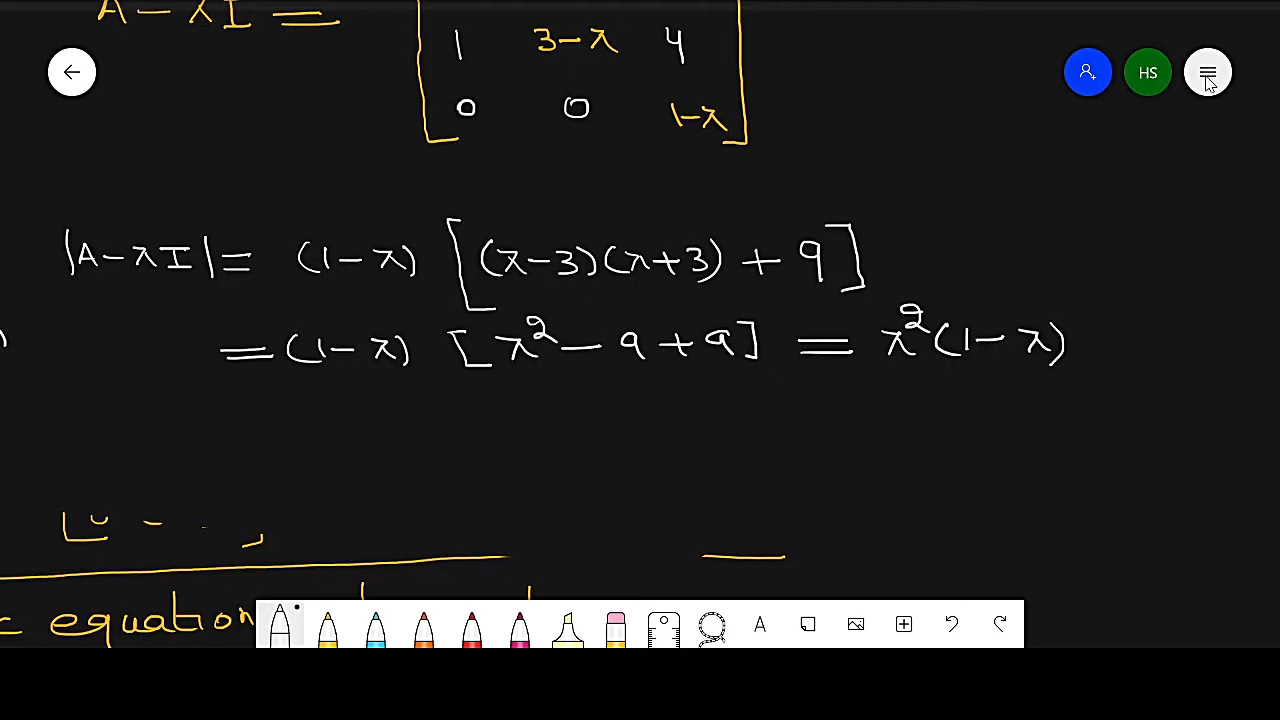 A - λI =
1 3-λ 4
0 0 1-λ
HS
|A-λI| = (1-λ) [(λ-3)(λ+3) + 9]
= (1-λ) [λ² - 9 + 9] = λ²(1-λ)
equation
A